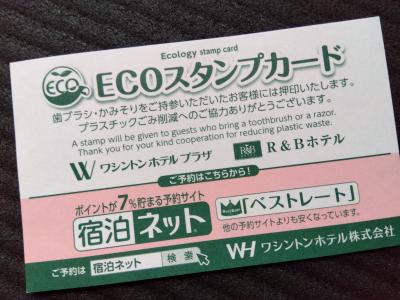 Ecology stamp card
ECO ECOスタンプカード
歯ブラシ・かみそりをご持参いただいたお客様には押印いたします。
プラスチックごみ削減へのご協力ありがとうございます。
A stamp will be given to guests who bring a toothbrush or a razor.
Thank you for your kind cooperation for reducing plastic waste.
W ワシントンホテル プラザ R&B R&Bホテル
ご予約はこちらから!
ポイントが7%貯まる予約サイト
宿泊ネット 「ベストレート」
他の予約サイトよりも安くなっています。
ご予約は 宿泊ネット 検索 WH ワシントンホテル株式会社